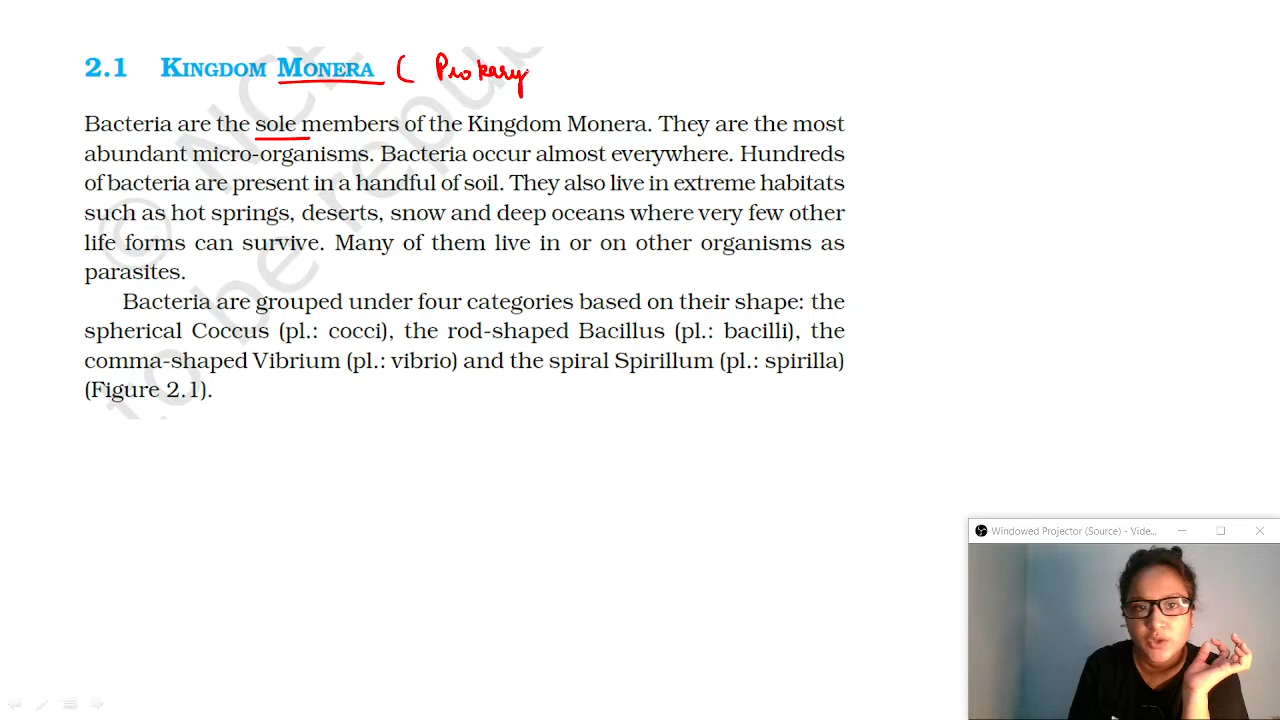 2.1 KINGDOM MONERA ( Prokary
Bacteria are the sole members of the Kingdom Monera. They are the most
abundant micro-organisms. Bacteria occur almost everywhere. Hundreds
of bacteria are present in a handful of soil. They also live in extreme habitats
such as hot springs, deserts, snow and deep oceans where very few other
life forms can survive. Many of them live in or on other organisms as
parasites.
Bacteria are grouped under four categories based on their shape: the
spherical Coccus (pl.: cocci), the rod-shaped Bacillus (pl.: bacilli), the
comma-shaped Vibrium (pl.: vibrio) and the spiral Spirillum (pl.: spirilla)
(Figure 2.1).
© NCE
to be repu
Windowed Projector (Source) - Vide...